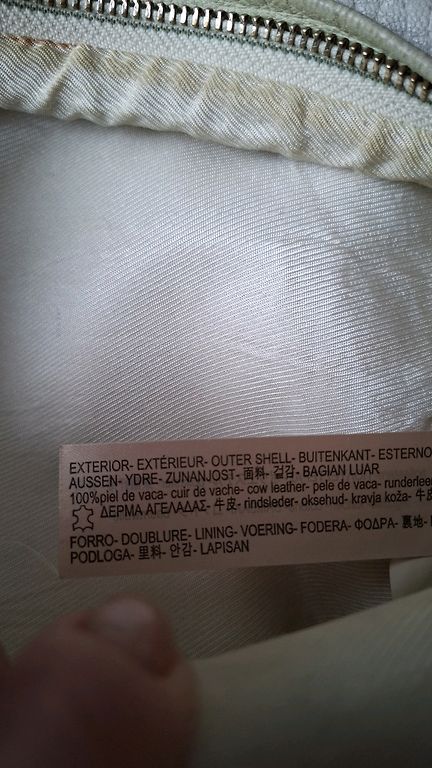 EXTERIOR- EXTÉRIEUR- OUTER SHELL- BUITENKANT- ESTERNO
AUSSEN- YDRE- ZUNANJOST- 面料- 겉감- BAGIAN LUAR
100%piel de vaca- cuir de vache- cow leather- pele de vaca- runderleer
ΔΕΡΜΑ ΑΓΕΛΑΔΑΣ- 牛皮- rindsleder- oksehud- kravja koža- 牛
FORRO- DOUBLURE- LINING- VOERING- FODERA- ΦΟΔΡΑ- 裏地-
PODLOGA- 里料- 안감- LAPISAN